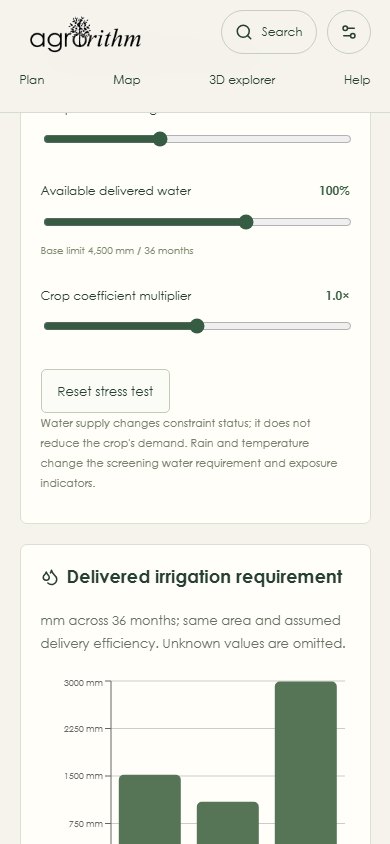 agrorithm
Search
Plan
Map
3D explorer
Help
Available delivered water
100%
Base limit 4,500 mm / 36 months
Crop coefficient multiplier
1.0×
Reset stress test
Water supply changes constraint status; it does not
reduce the crop's demand. Rain and temperature
change the screening water requirement and exposure
indicators.
Delivered irrigation requirement
mm across 36 months; same area and assumed
delivery efficiency. Unknown values are omitted.
3000 mm
2250 mm
1500 mm
750 mm